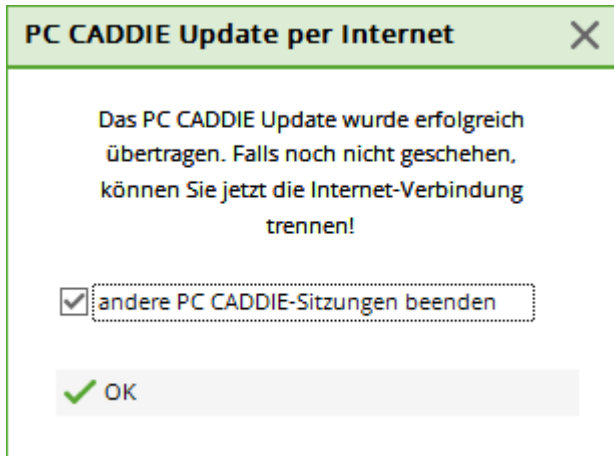 PC CADDIE Update per Internet
Das PC CADDIE Update wurde erfolgreich
übertragen. Falls noch nicht geschehen,
können Sie jetzt die Internet-Verbindung
trennen!
andere PC CADDIE-Sitzungen beenden
OK